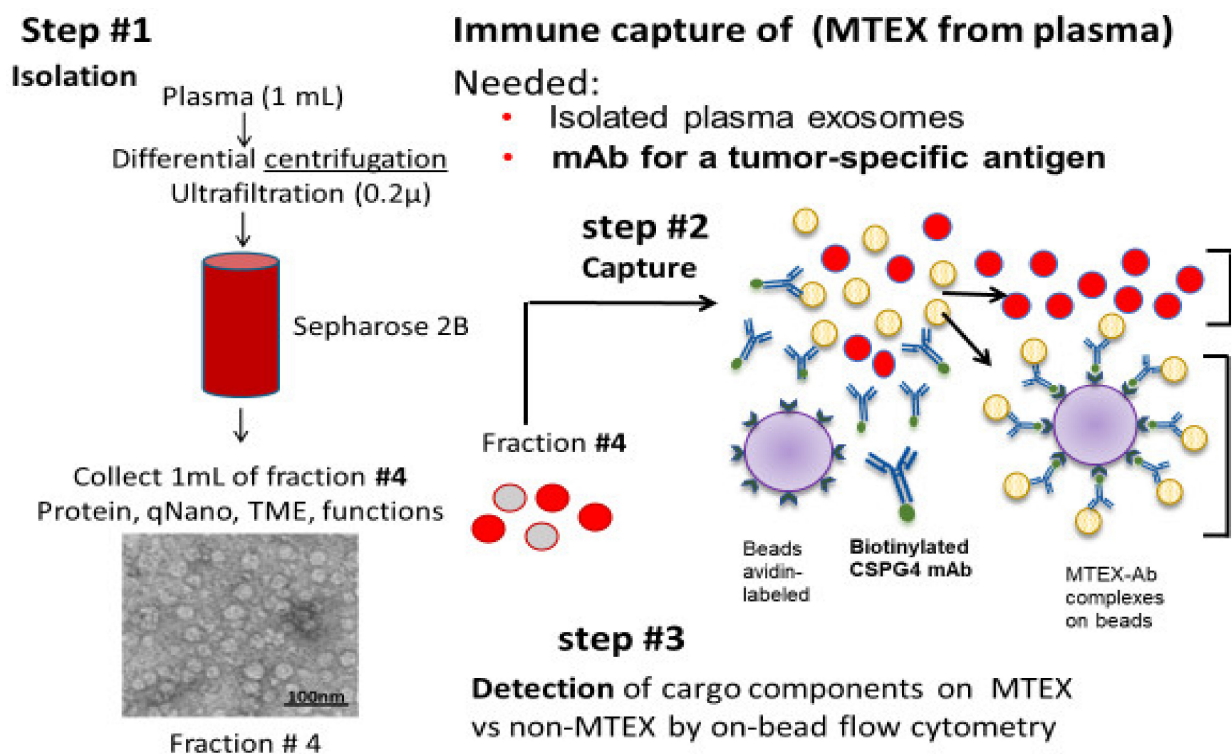 Step #1
Isolation
Plasma (1 mL)
Differential centrifugation
Ultrafiltration (0.2µ)
Sepharose 2B
Collect 1mL of fraction #4
Protein, qNano, TME, functions
100nm
Fraction # 4
Immune capture of (MTEX from plasma)
Needed:
• Isolated plasma exosomes
• mAb for a tumor-specific antigen
step #2
Capture
Fraction #4
Beads
avidin-
labeled
Biotinylated
CSPG4 mAb
MTEX-Ab
complexes
on beads
step #3
Detection of cargo components on MTEX
vs non-MTEX by on-bead flow cytometry